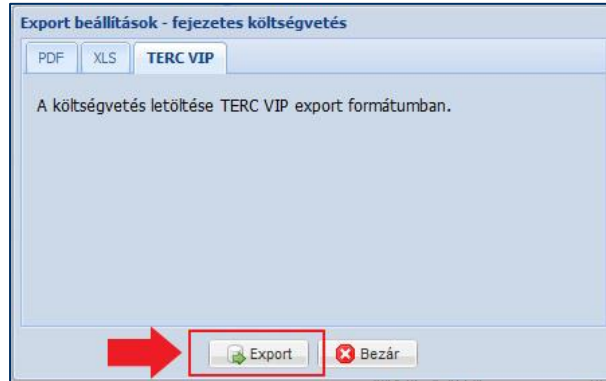 Export beállítások - fejezetes költségvetés
PDF XLS TERC VIP
A költségvetés letöltése TERC VIP export formátumban.
Export Bezár